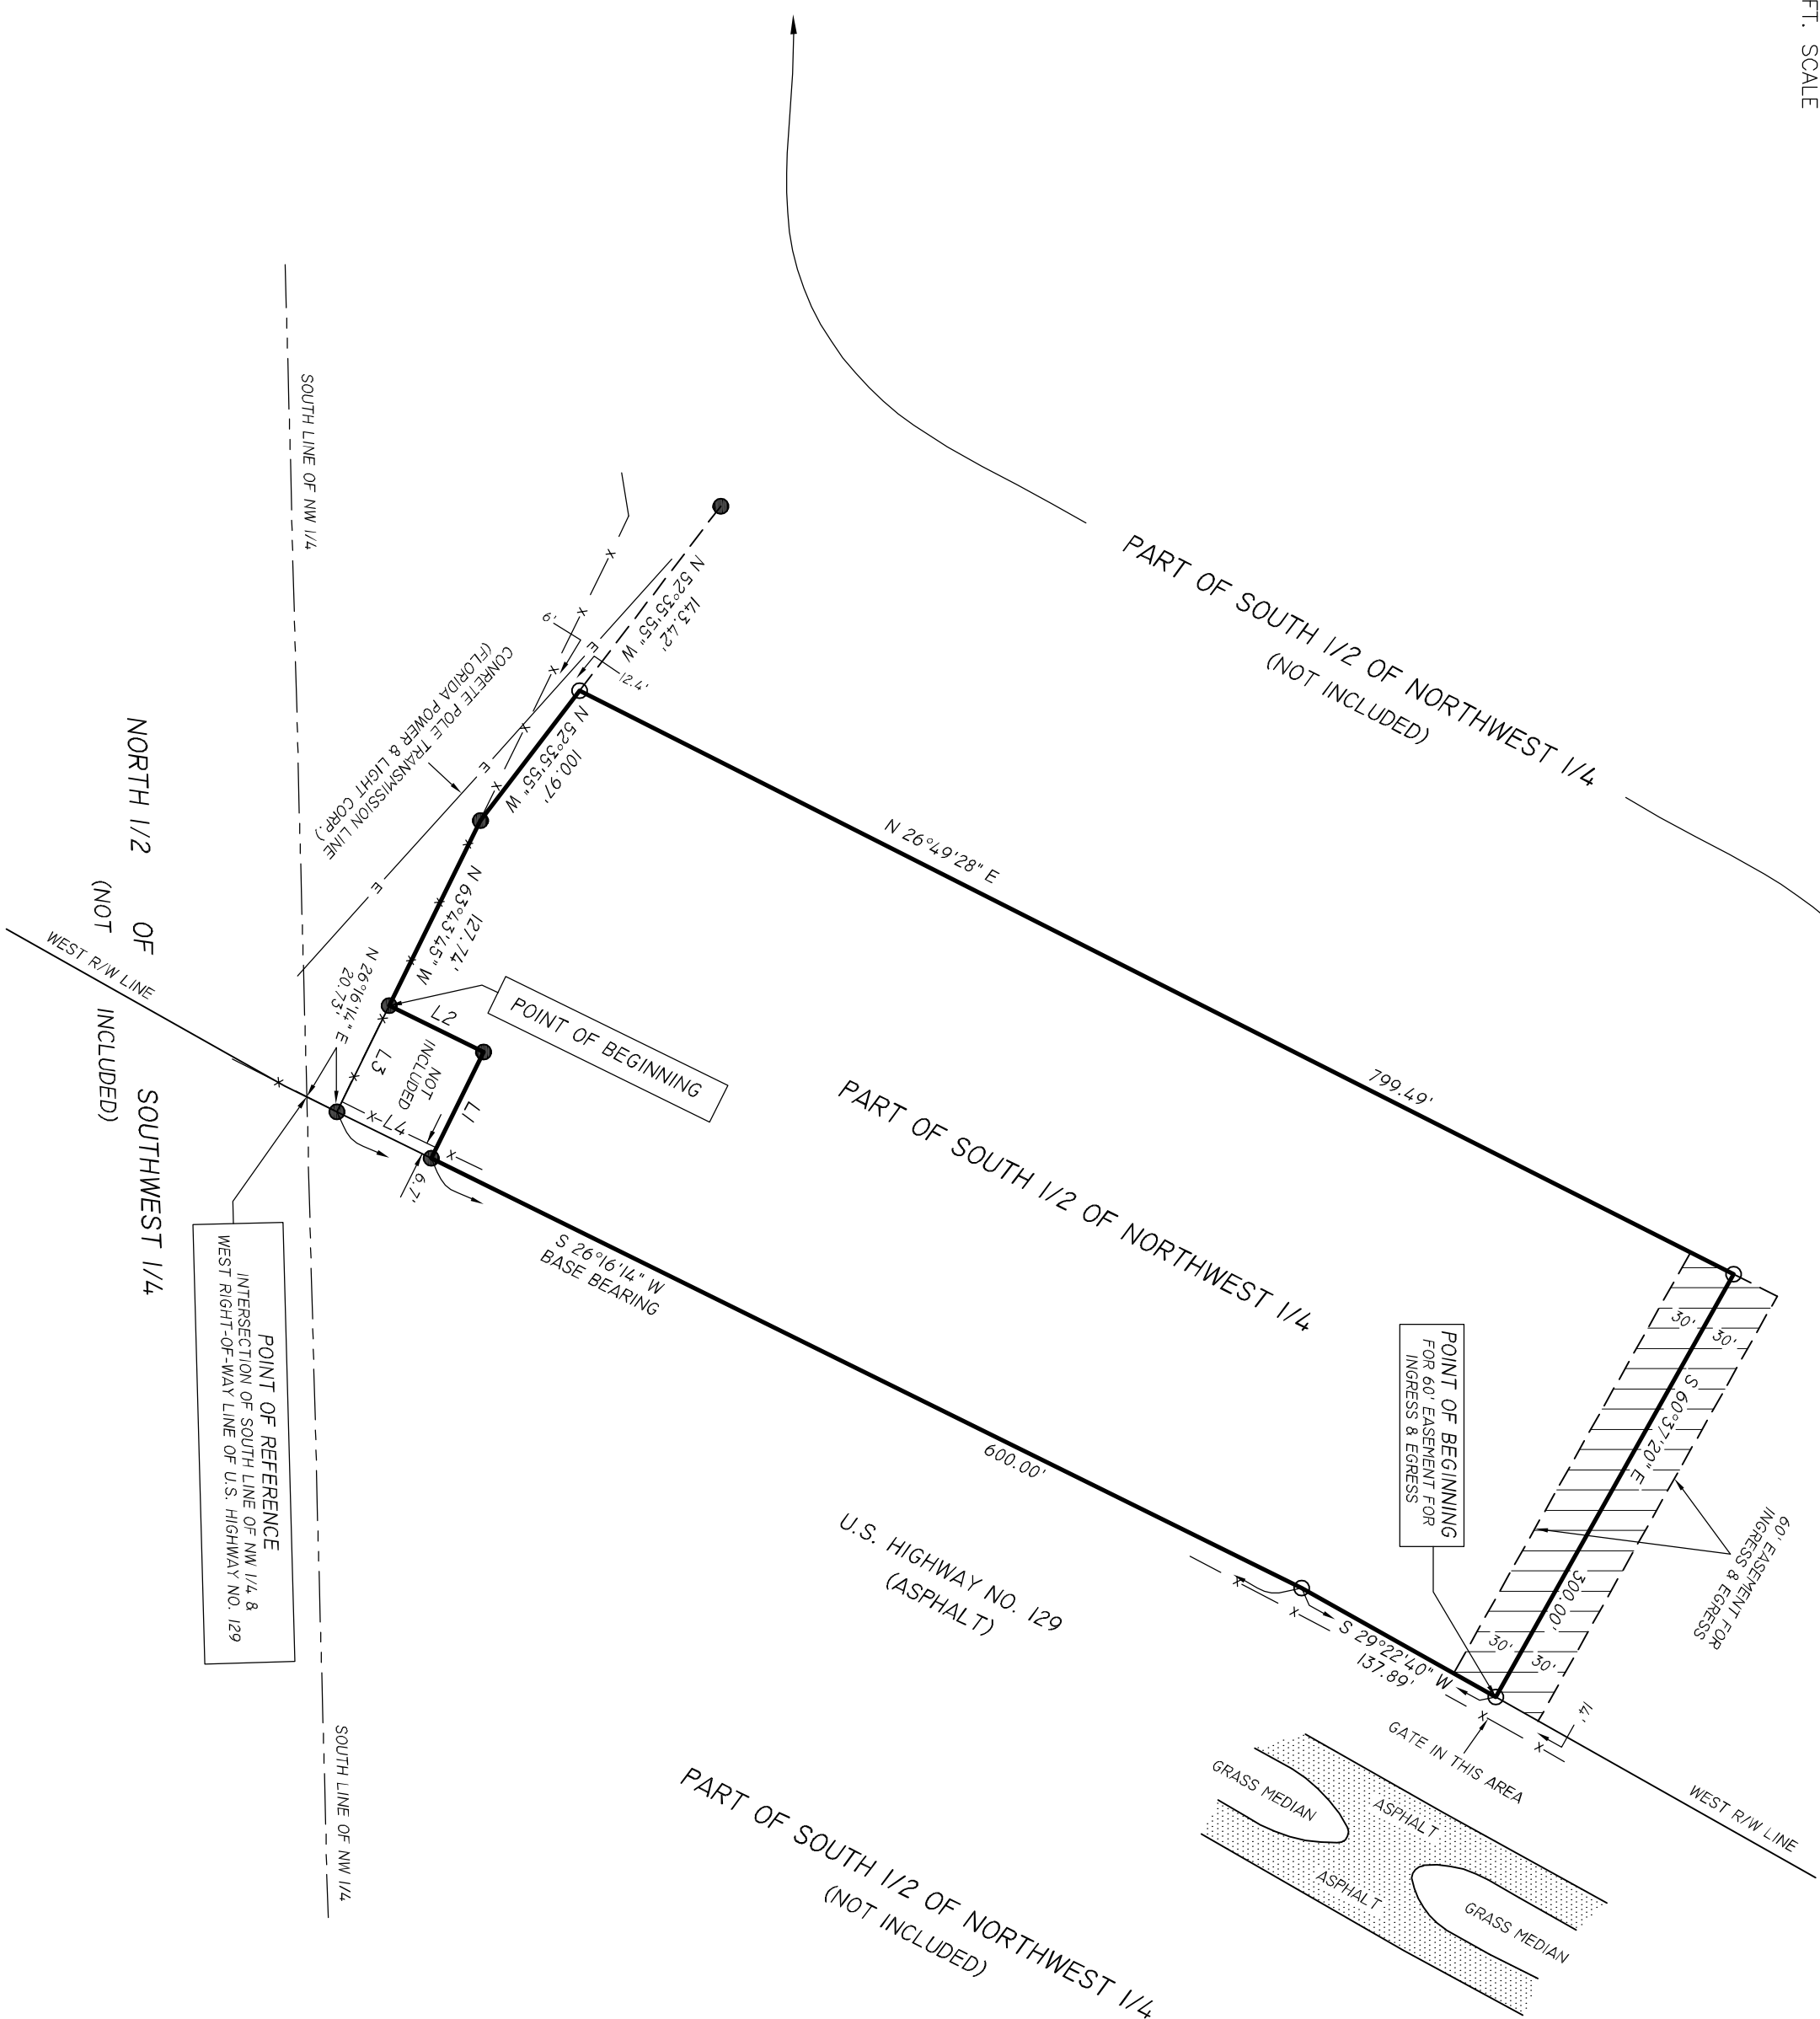 FT. SCALE
PART OF SOUTH 1/2 OF NORTHWEST 1/4
(NOT INCLUDED)
SOUTH LINE OF NW 1/4
N 52°35'55" W
143.42'
6'
12.4'
CONRETE POLE TRANSMISSION LINE
(FLORIDA POWER & LIGHT CORP.)
X
X
X
X
X
E
E
E
N 52°35'55" W
100.97'
N 63°43'45" W
127.74'
N 26°49'28" E
799.49'
NORTH 1/2 OF SOUTHWEST 1/4
(NOT INCLUDED)
WEST R/W LINE
N 26°16'14" E
20.73'
L2
L3
NOT
INCLUDED
L1
X
L4
X
6.7'
POINT OF BEGINNING
PART OF SOUTH 1/2 OF NORTHWEST 1/4
S 26°16'14" W
BASE BEARING
600.00'
POINT OF REFERENCE
INTERSECTION OF SOUTH LINE OF NW 1/4 &
WEST RIGHT-OF-WAY LINE OF U.S. HIGHWAY NO. 129
POINT OF BEGINNING
FOR 60' EASEMENT FOR
INGRESS & EGRESS
30'
30'
S 60°37'20" E
300.00'
30'
30'
60' EASEMENT FOR
INGRESS & EGRESS
U.S. HIGHWAY NO. 129
(ASPHALT)
X
X
S 29°22'40" W
137.89'
X
X
14'
GATE IN THIS AREA
WEST R/W LINE
GRASS MEDIAN
ASPHALT
ASPHALT
GRASS MEDIAN
SOUTH LINE OF NW 1/4
PART OF SOUTH 1/2 OF NORTHWEST 1/4
(NOT INCLUDED)